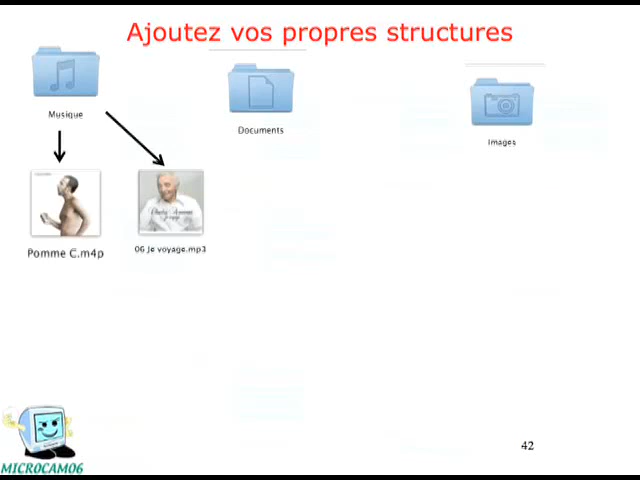 Ajoutez vos propres structures
Musique
Documents
Images
Pomme C.m4p
06 Je voyage.mp3
42
MICROCAM06